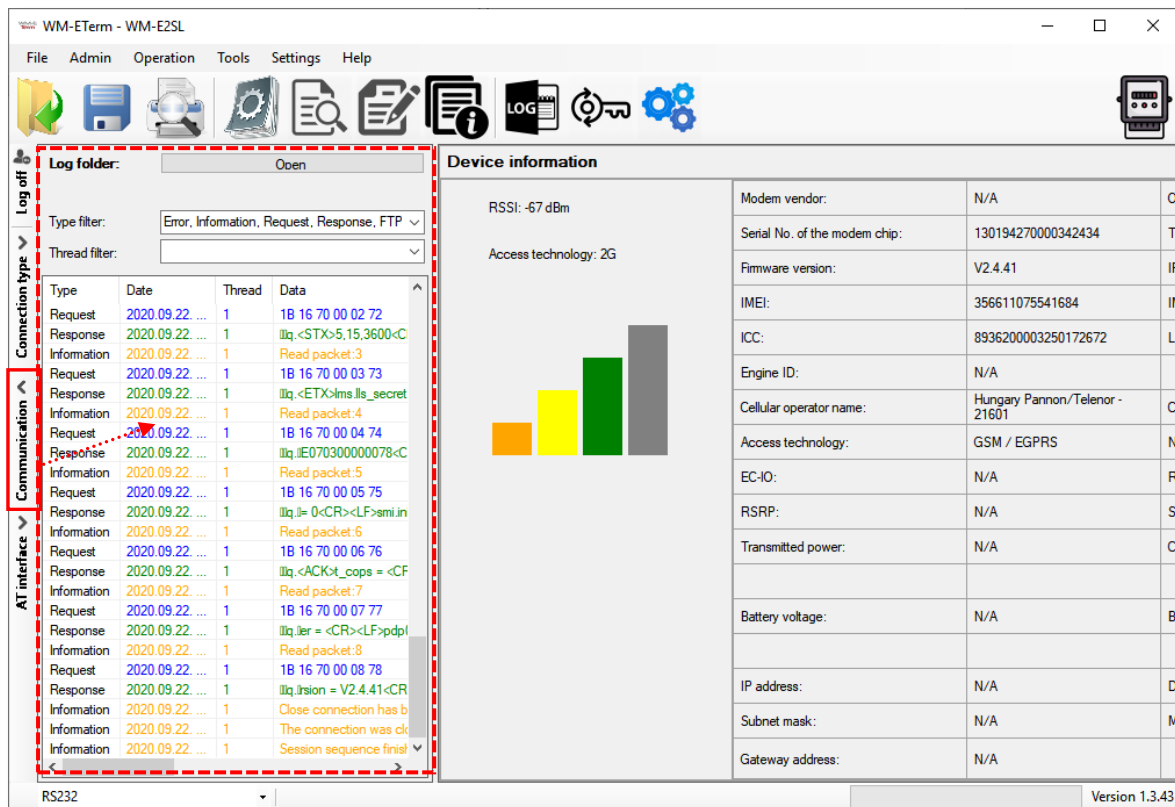 WM-ETerm - WM-E2SL
File Admin Operation Tools Settings Help
LOG
Log off
Connection type
Communication
AT interface
Log folder: Open
Type filter: Error, Information, Request, Response, FTP
Thread filter:
Type Date Thread Data
Request 2020.09.22. ... 1 1B 16 70 00 02 72
Response 2020.09.22. ... 1 q.<STX>5,15,3600<C
Information 2020.09.22. ... 1 Read packet:3
Request 2020.09.22. ... 1 1B 16 70 00 03 73
Response 2020.09.22. ... 1 q.<ETX>lms.lls_secret
Information 2020.09.22. ... 1 Read packet:4
Request 2020.09.22. ... 1 1B 16 70 00 04 74
Response 2020.09.22. ... 1 q.E070300000078<C
Information 2020.09.22. ... 1 Read packet:5
Request 2020.09.22. ... 1 1B 16 70 00 05 75
Response 2020.09.22. ... 1 q.= 0<CR><LF>smi.in
Information 2020.09.22. ... 1 Read packet:6
Request 2020.09.22. ... 1 1B 16 70 00 06 76
Response 2020.09.22. ... 1 q.<ACK>t_cops = <CF
Information 2020.09.22. ... 1 Read packet:7
Request 2020.09.22. ... 1 1B 16 70 00 07 77
Response 2020.09.22. ... 1 q.er = <CR><LF>pdp(
Information 2020.09.22. ... 1 Read packet:8
Request 2020.09.22. ... 1 1B 16 70 00 08 78
Response 2020.09.22. ... 1 q.rsion = V2.4.41<CR
Information 2020.09.22. ... 1 Close connection has b
Information 2020.09.22. ... 1 The connection was clo
Information 2020.09.22. ... 1 Session sequence finish
Device information
RSSI: -67 dBm
Access technology: 2G
Modem vendor: N/A O
Serial No. of the modem chip: 130194270000342434 T
Firmware version: V2.4.41 IF
IMEI: 356611075541684 IM
ICC: 8936200003250172672 L
Engine ID: N/A
Cellular operator name: Hungary Pannon/Telenor - C
21601
Access technology: GSM / EGPRS N
EC-IO: N/A R
RSRP: N/A S
Transmitted power: N/A C
Battery voltage: N/A B
IP address: N/A D
Subnet mask: N/A M
Gateway address: N/A
RS232
Version 1.3.43